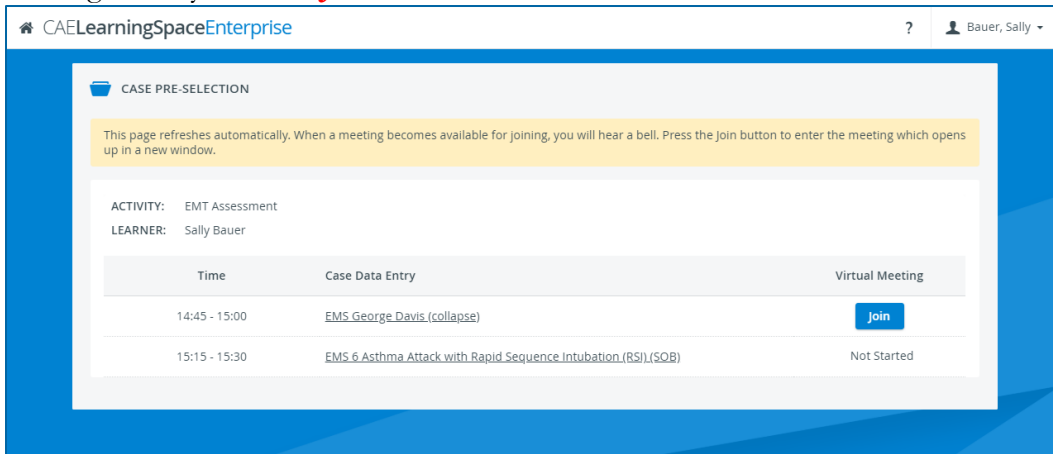 CAELearningSpaceEnterprise
? Bauer, Sally
CASE PRE-SELECTION
This page refreshes automatically. When a meeting becomes available for joining, you will hear a bell. Press the Join button to enter the meeting which opens
up in a new window.
ACTIVITY: EMT Assessment
LEARNER: Sally Bauer
Time Case Data Entry Virtual Meeting
14:45 - 15:00 EMS George Davis (collapse) Join
15:15 - 15:30 EMS 6 Asthma Attack with Rapid Sequence Intubation (RSI) (SOB) Not Started